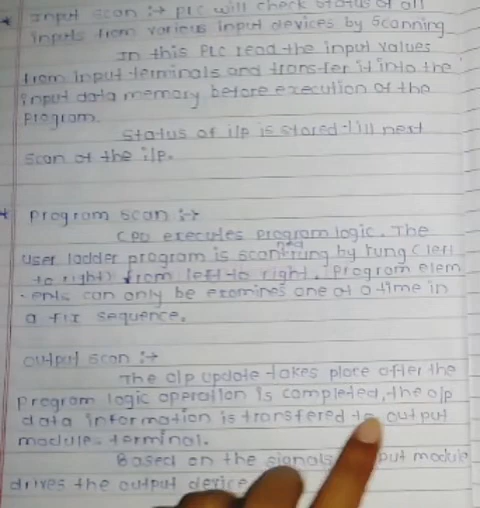 * Input scan :→ PLC will check status of all
inputs from various input devices by scanning
In this PLC read the input values
from input terminals and transfer it into the
input data memory before execution of the
Program.
Status of i/p is stored till next
scan of the i/p.
* Program scan :→
CPU executes program logic. The
user ladder program is scanned rung by rung (left
to right) from left to right. Program elem
-ents can only be examines one at a time in
a fix sequence.
output scan :→
The o/p update takes place after the
program logic operation is completed, the o/p
data information is transfered to output
module terminal.
Based on the signals put module
drives the output device